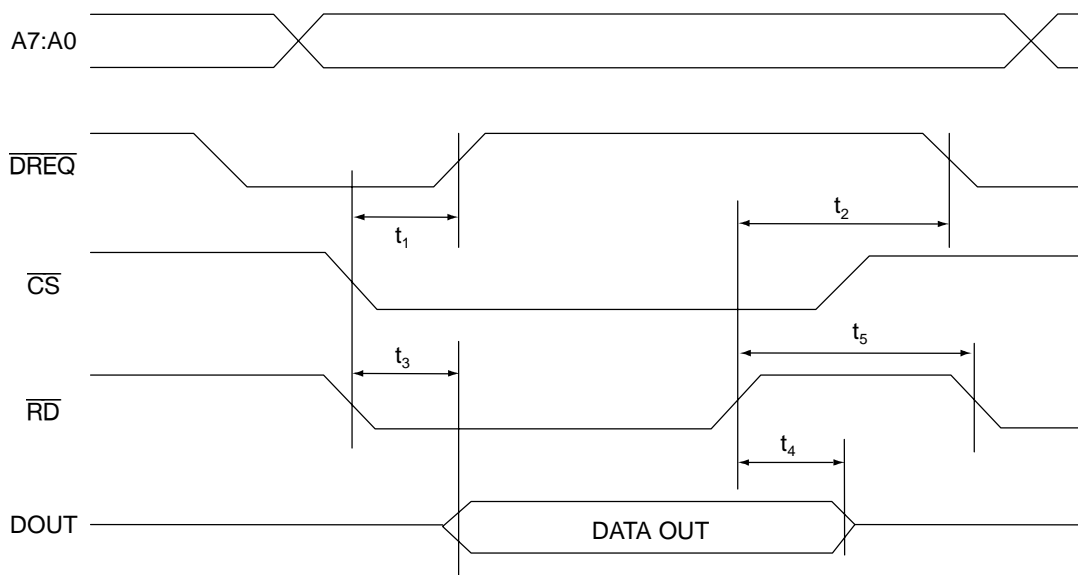 A7:A0
DREQ
t₁
t₂
CS
t₅
t₃
RD
t₄
DOUT
DATA OUT